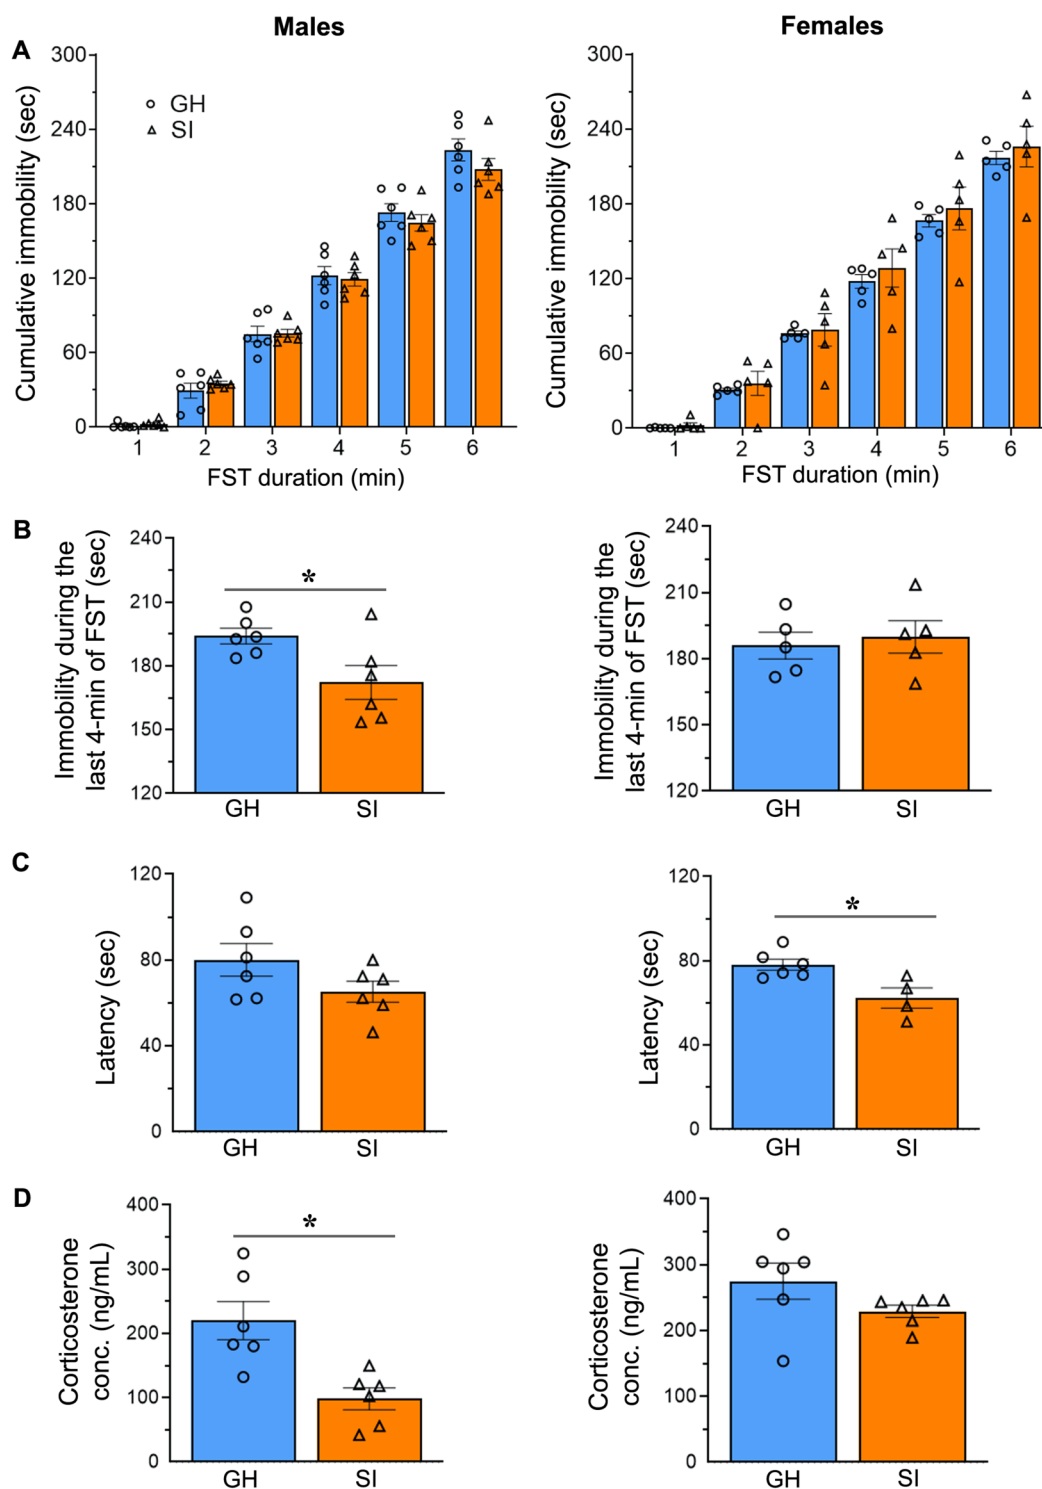 Males
Females
A
Cumulative immobility (sec)
300
240
180
120
60
0
GH
SI
1 2 3 4 5 6
FST duration (min)
Cumulative immobility (sec)
300
240
180
120
60
0
1 2 3 4 5 6
FST duration (min)
B
Immobility during the
last 4-min of FST (sec)
240
210
180
150
120
*
GH SI
Immobility during the
last 4-min of FST (sec)
240
210
180
150
120
GH SI
C
Latency (sec)
120
80
40
0
GH SI
Latency (sec)
120
80
40
0
*
GH SI
D
Corticosterone
conc. (ng/mL)
400
300
200
100
0
*
GH SI
Corticosterone
conc. (ng/mL)
400
300
200
100
0
GH SI